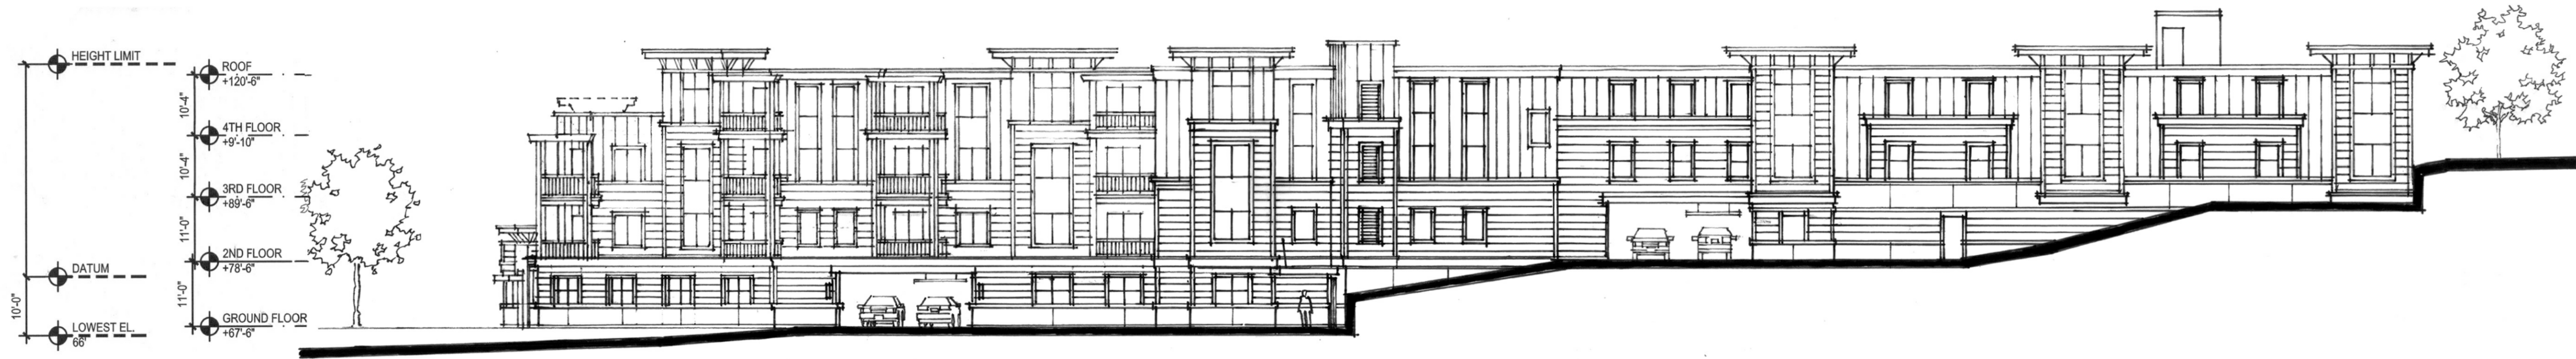 HEIGHT LIMIT
ROOF
+120'-6"
10'-4"
4TH FLOOR
+9'-10"
10'-4"
3RD FLOOR
+89'-6"
11'-0"
2ND FLOOR
+78'-6"
DATUM
11'-0"
10'-0"
GROUND FLOOR
+67'-6"
LOWEST EL.
66'